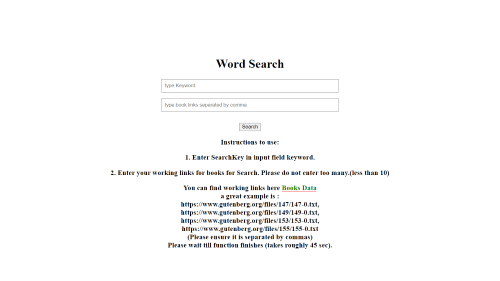 Word Search
type Keyword
type book links separated by comma
Search
Instructions to use:
1. Enter SearchKey in input field keyword.
2. Enter your working links for books for Search. Please do not enter too many.(less than 10)
You can find working links here Books Data
a great example is :
https://www.gutenberg.org/files/147/147-0.txt,
https://www.gutenberg.org/files/149/149-0.txt,
https://www.gutenberg.org/files/153/153-0.txt,
https://www.gutenberg.org/files/155/155-0.txt
(Please ensure it is separated by commas)
Please wait till function finishes (takes roughly 45 sec).